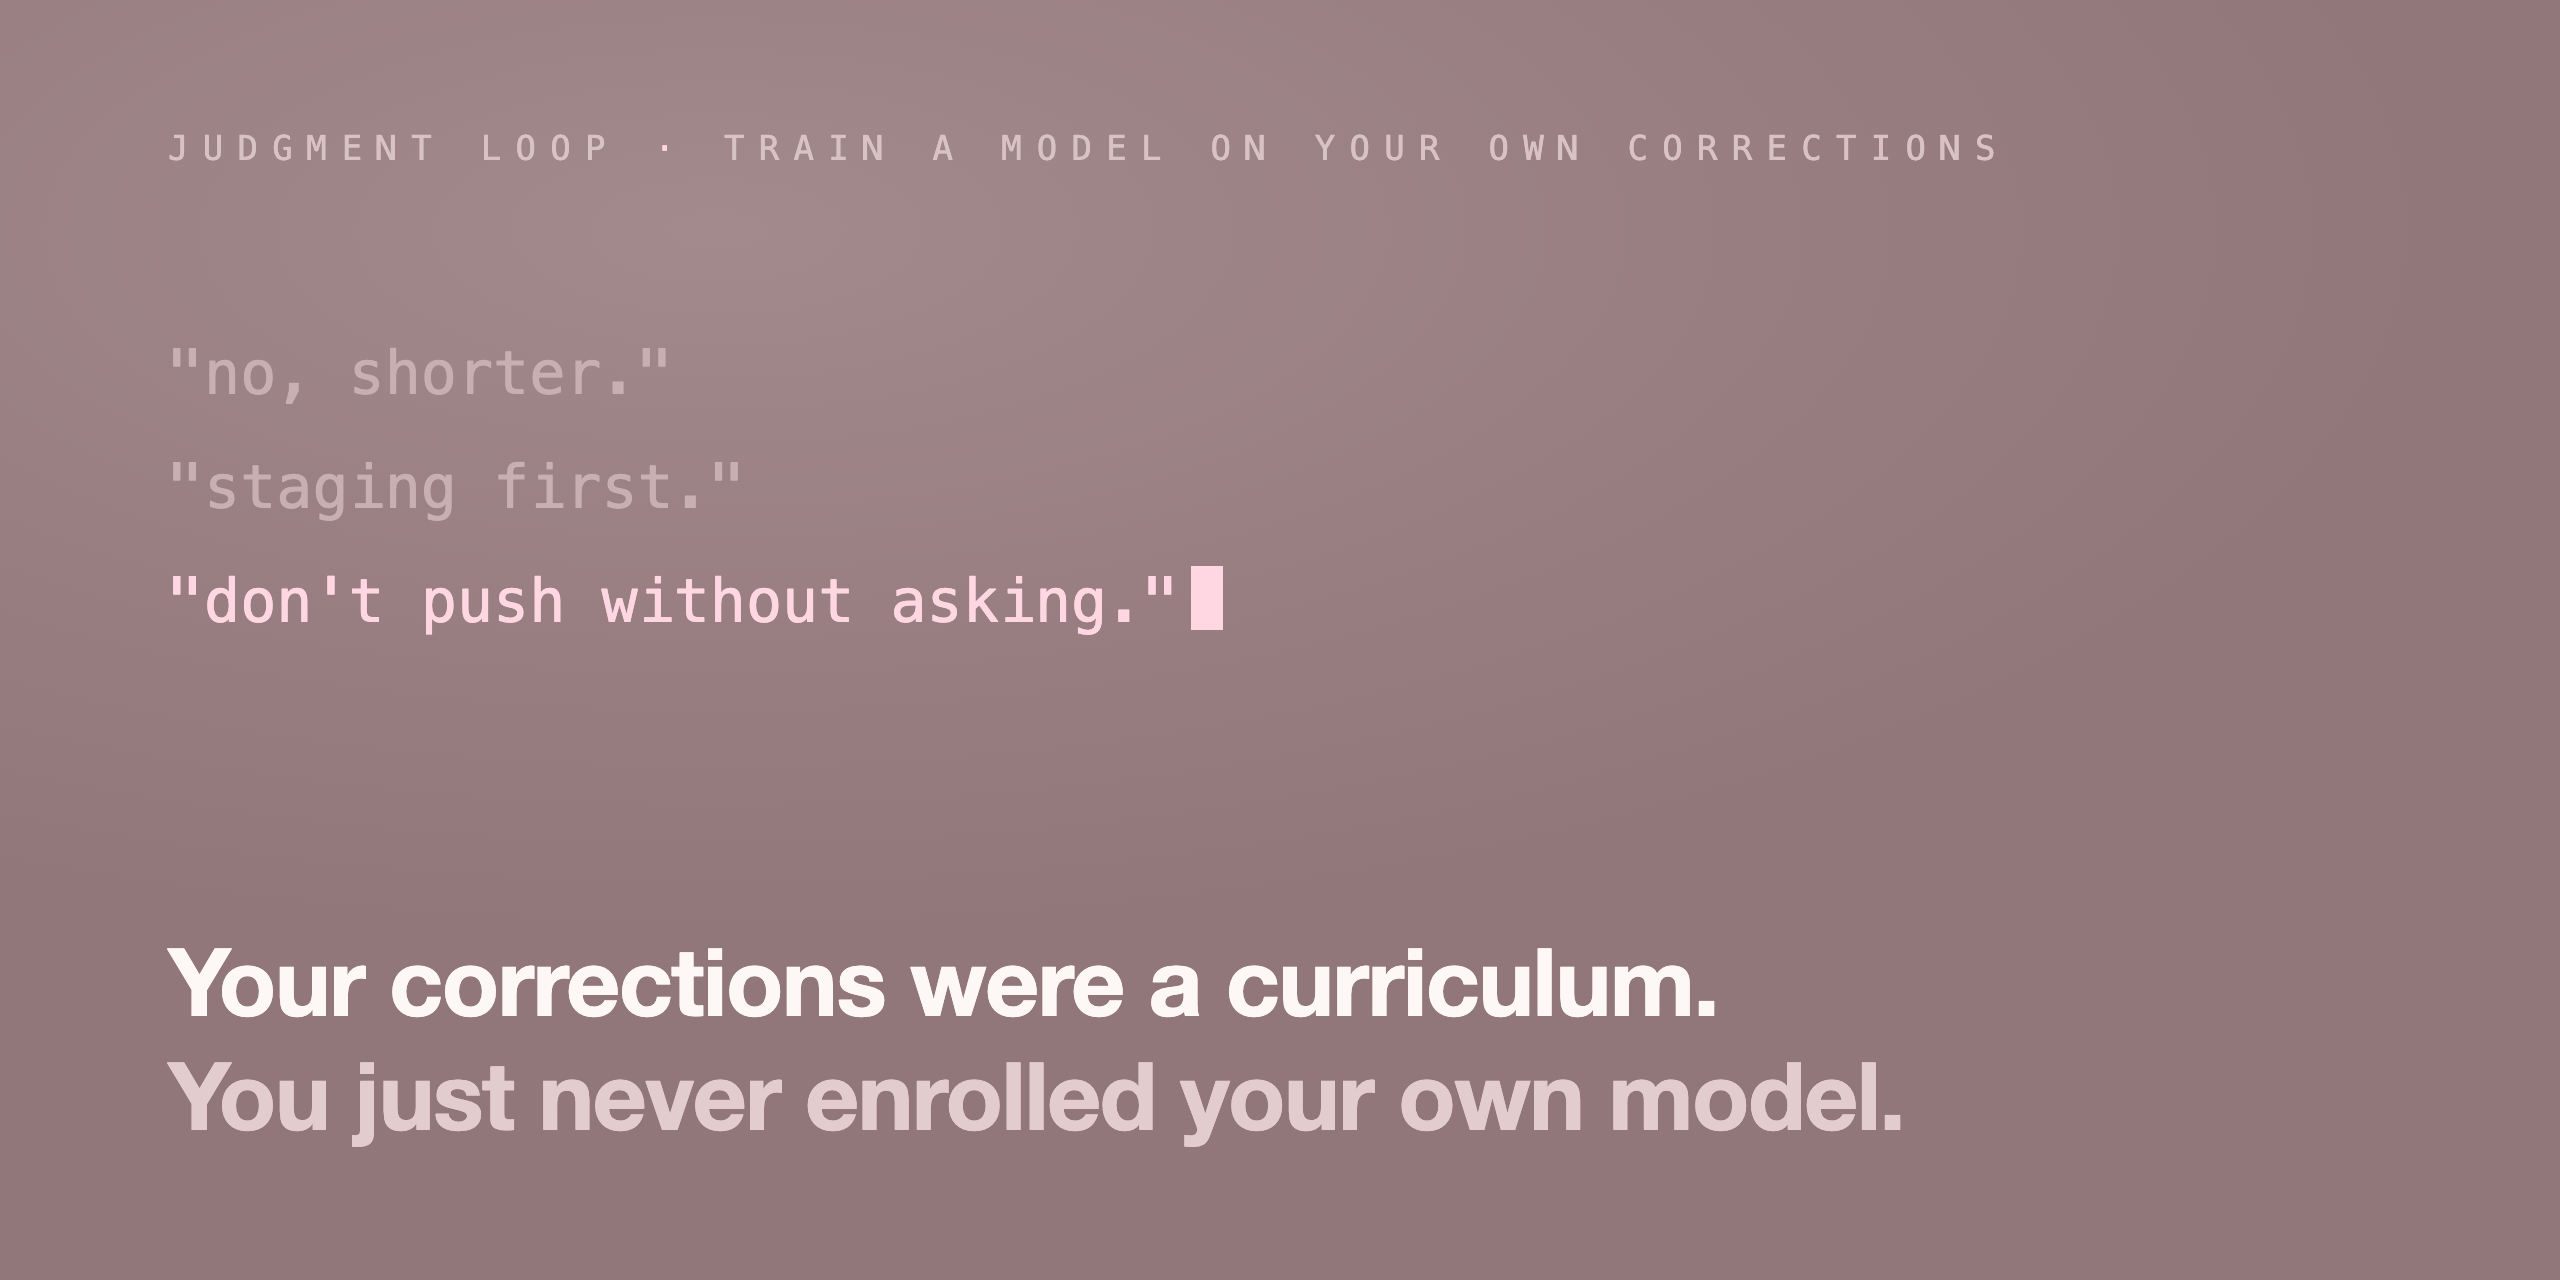 JUDGMENT LOOP · TRAIN A MODEL ON YOUR OWN CORRECTIONS
"no, shorter."
"staging first."
"don't push without asking."
Your corrections were a curriculum.
You just never enrolled your own model.